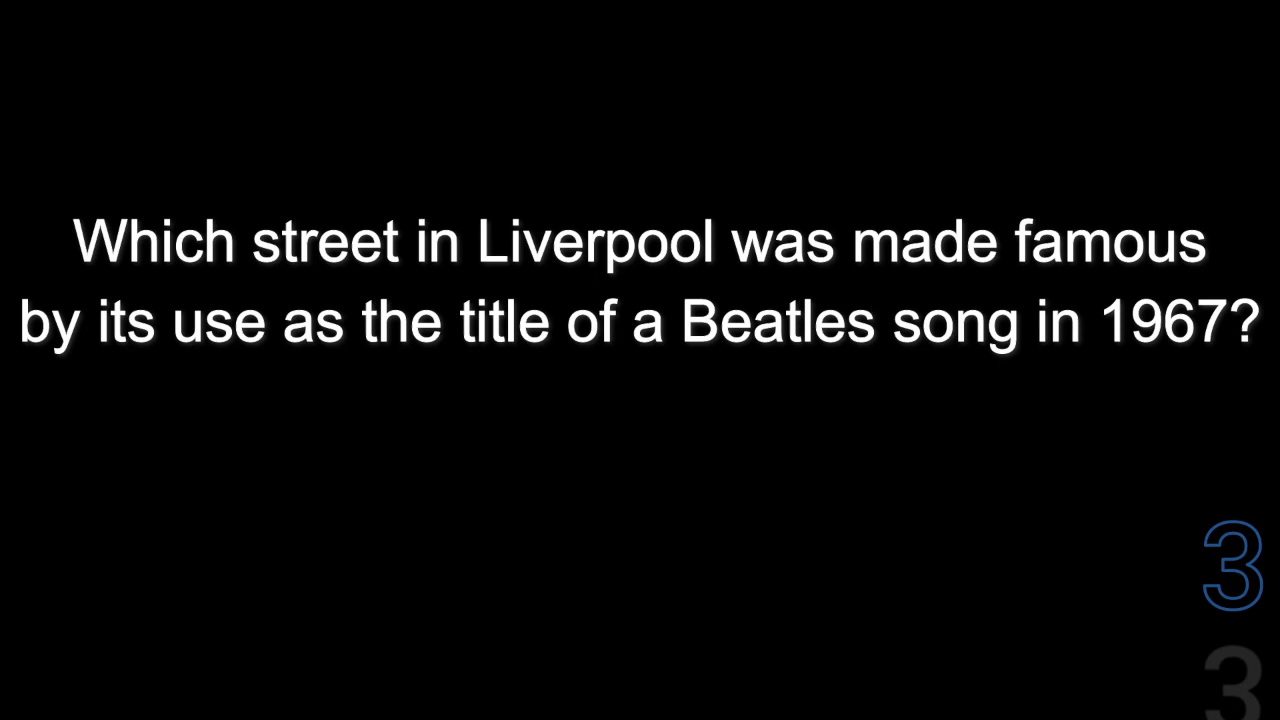 Which street in Liverpool was made famous
by its use as the title of a Beatles song in 1967?
3